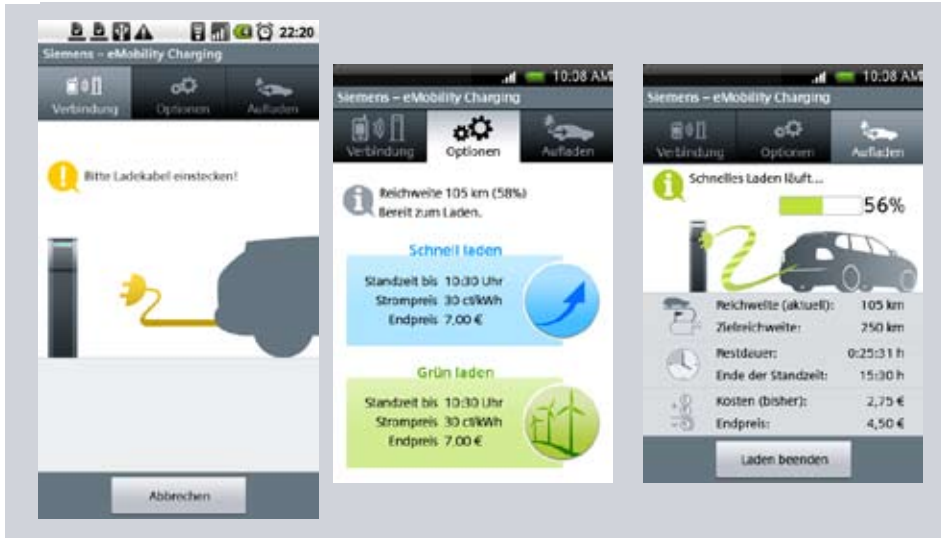 22:20
Siemens – eMobility Charging
Verbindung
Optionen
Aufladen
Bitte Ladekabel einstecken!
Abbrechen
10:08 AM
Siemens – eMobility Charging
Verbindung
Optionen
Aufladen
Reichweite 105 km (58%)
Bereit zum Laden.
Schnell laden
Standzeit bis 10:30 Uhr
Strompreis 30 ct/kWh
Endpreis 7,00 €
Grün laden
Standzeit bis 10:30 Uhr
Strompreis 30 ct/kWh
Endpreis 7,00 €
10:08 AM
Siemens – eMobility Charging
Verbindung
Optionen
Aufladen
Schnelles Laden läuft...
56%
Reichweite (aktuell): 105 km
Zielreichweite: 250 km
Restdauer: 0:25:31 h
Ende der Standzeit: 15:30 h
Kosten (bisher): 2,75 €
Endpreis: 4,50 €
Laden beenden